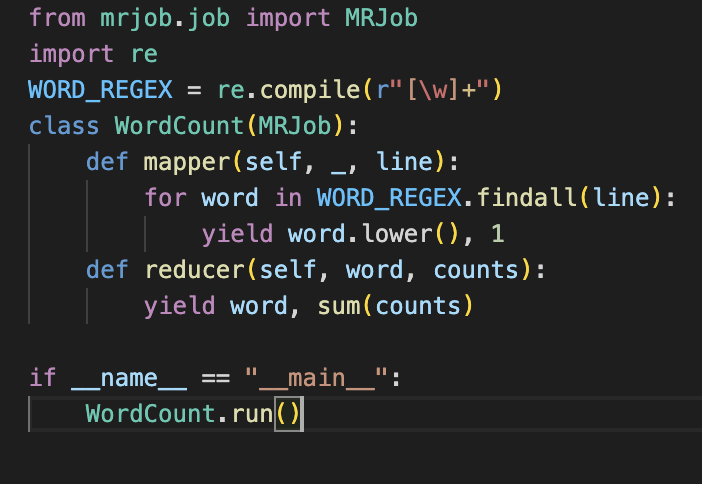 from mrjob.job import MRJob
import re
WORD_REGEX = re.compile(r"[\w]+")
class WordCount(MRJob):
    def mapper(self, _, line):
        for word in WORD_REGEX.findall(line):
            yield word.lower(), 1
    def reducer(self, word, counts):
        yield word, sum(counts)
if __name__ == "__main__":
    WordCount.run()